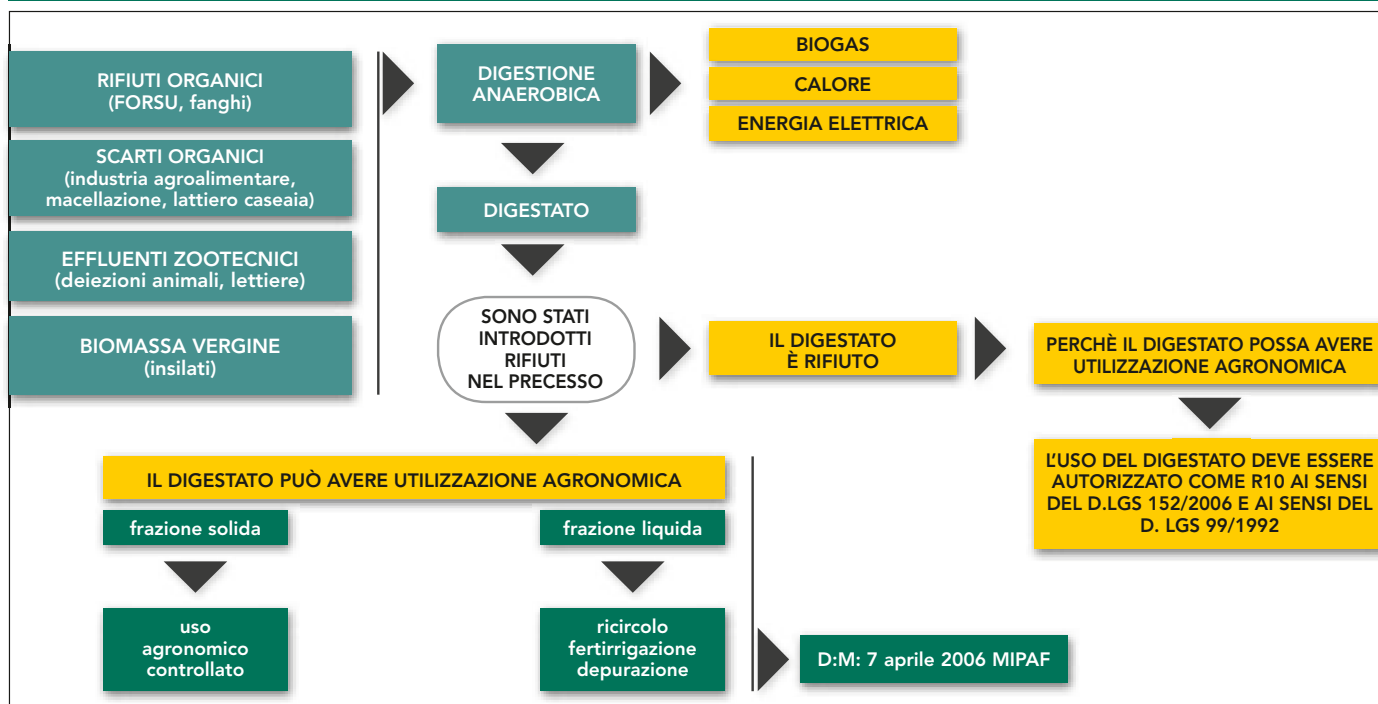 RIFIUTI ORGANICI
(FORSU, fanghi)
SCARTI ORGANICI
(industria agroalimentare,
macellazione, lattiero caseaia)
EFFLUENTI ZOOTECNICI
(deiezioni animali, lettiere)
BIOMASSA VERGINE
(insilati)
DIGESTIONE
ANAEROBICA
BIOGAS
CALORE
ENERGIA ELETTRICA
DIGESTATO
SONO STATI
INTRODOTTI
RIFIUTI
NEL PRECESSO
IL DIGESTATO
È RIFIUTO
PERCHÈ IL DIGESTATO POSSA AVERE
UTILIZZAZIONE AGRONOMICA
L'USO DEL DIGESTATO DEVE ESSERE
AUTORIZZATO COME R10 AI SENSI
DEL D.LGS 152/2006 E AI SENSI DEL
D. LGS 99/1992
IL DIGESTATO PUÒ AVERE UTILIZZAZIONE AGRONOMICA
frazione solida
frazione liquida
uso
agronomico
controllato
ricircolo
fertirrigazione
depurazione
D:M: 7 aprile 2006 MIPAF